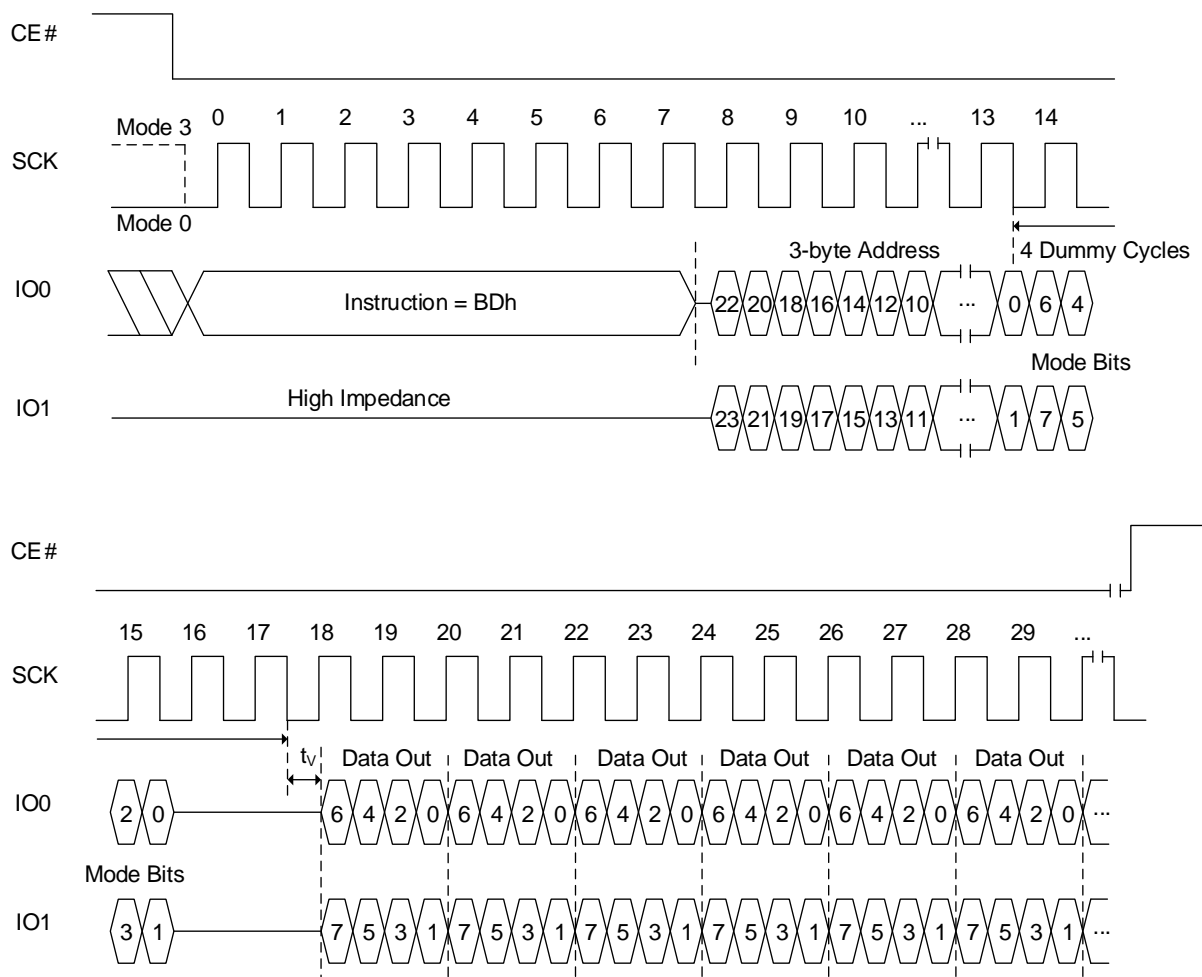 CE#
0 1 2 3 4 5 6 7 8 9 10 ... 13 14
Mode 3
SCK
Mode 0
3-byte Address 4 Dummy Cycles
IO0 Instruction = BDh 22 20 18 16 14 12 10 ... 0 6 4
Mode Bits
IO1 High Impedance 23 21 19 17 15 13 11 ... 1 7 5
CE#
15 16 17 18 19 20 21 22 23 24 25 26 27 28 29 ...
SCK
tV Data Out Data Out Data Out Data Out Data Out Data Out
IO0 2 0 6 4 2 0 6 4 2 0 6 4 2 0 6 4 2 0 6 4 2 0 6 4 2 0 ...
Mode Bits
IO1 3 1 7 5 3 1 7 5 3 1 7 5 3 1 7 5 3 1 7 5 3 1 7 5 3 1 ...